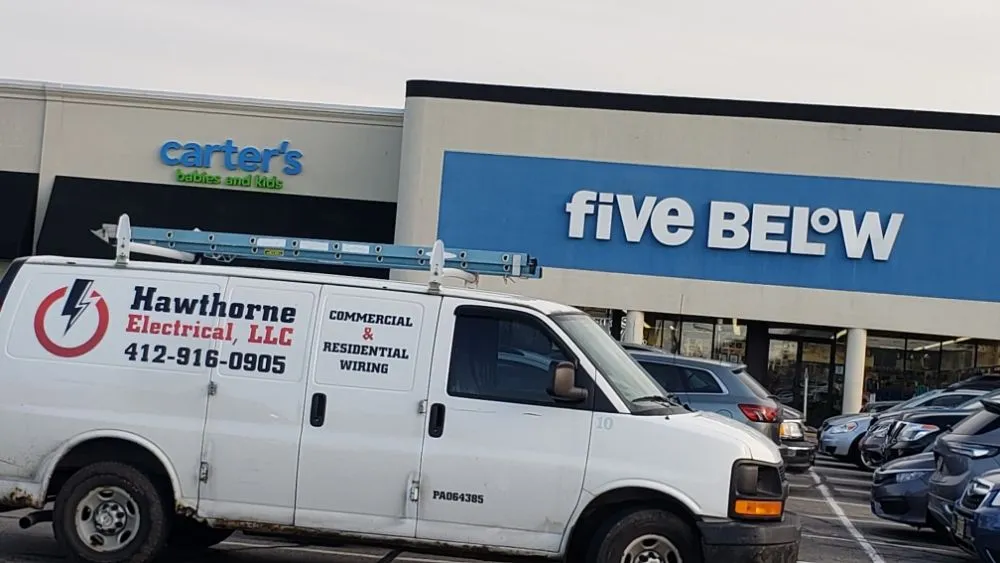 carter's
babies and kids
five BELOW
Hawthorne
Electrical, LLC
412-916-0905
COMMERCIAL
&
RESIDENTIAL
WIRING
10
PA064385